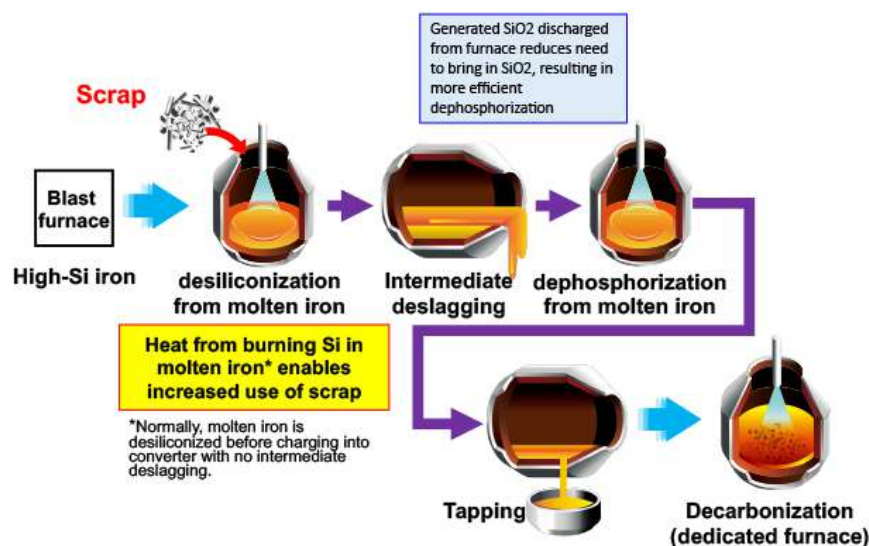 Generated SiO2 discharged
from furnace reduces need
to bring in SiO2, resulting in
more efficient
dephosphorization
Scrap
Blast
furnace
High-Si iron
desiliconization
from molten iron
Intermediate
deslagging
dephosphorization
from molten iron
Heat from burning Si in
molten iron* enables
increased use of scrap
*Normally, molten iron is
desiliconized before charging into
converter with no intermediate
deslagging.
Tapping
Decarbonization
(dedicated furnace)